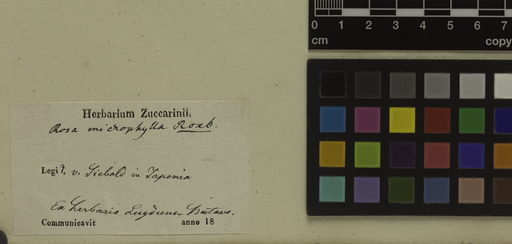 0 1 2 3 4 5 6 7
cm copy
Herbarium Zuccarinii.
Rosa microphylla Roxb.
Legit, v. Siebold in Japonia
Ex herbario Lugduno Batavo.
Communicavit anno 18